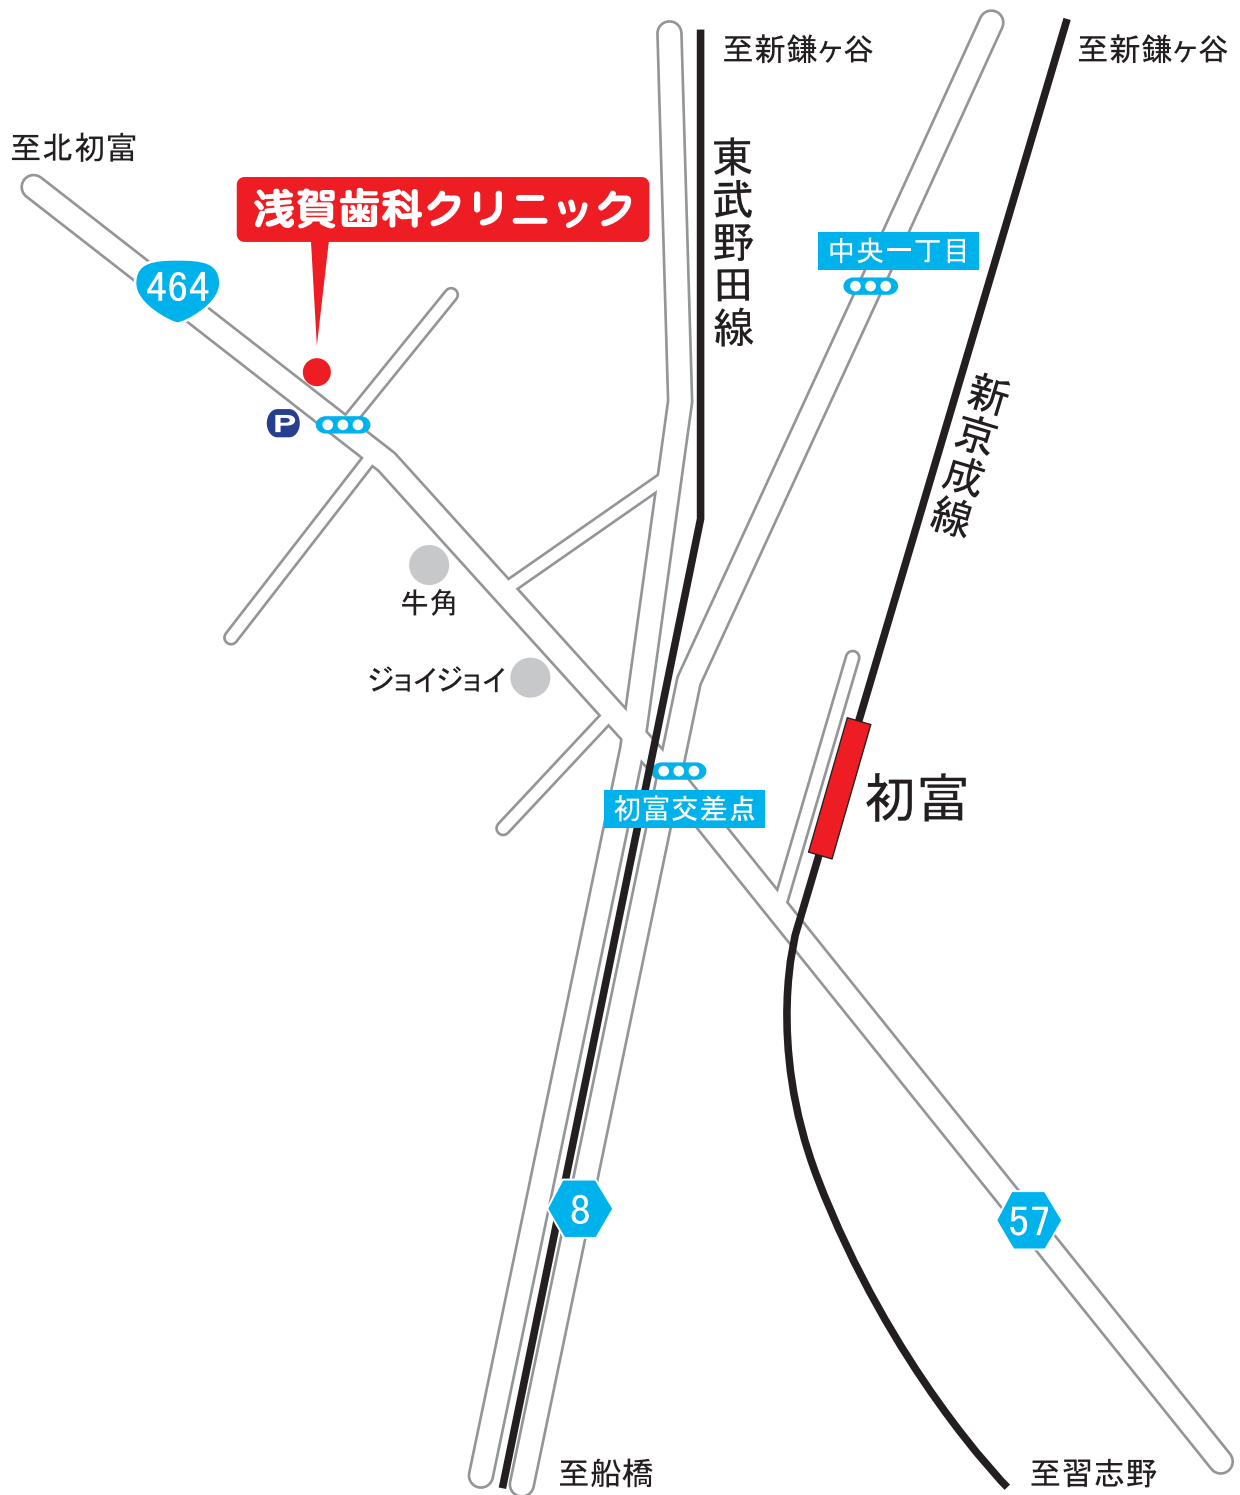 至新鎌ヶ谷
至新鎌ヶ谷
至北初富
東武野田線
浅賀歯科クリニック
中央一丁目
464
新京成線
P
牛角
ジョイジョイ
初富
初富交差点
8
57
至船橋
至習志野